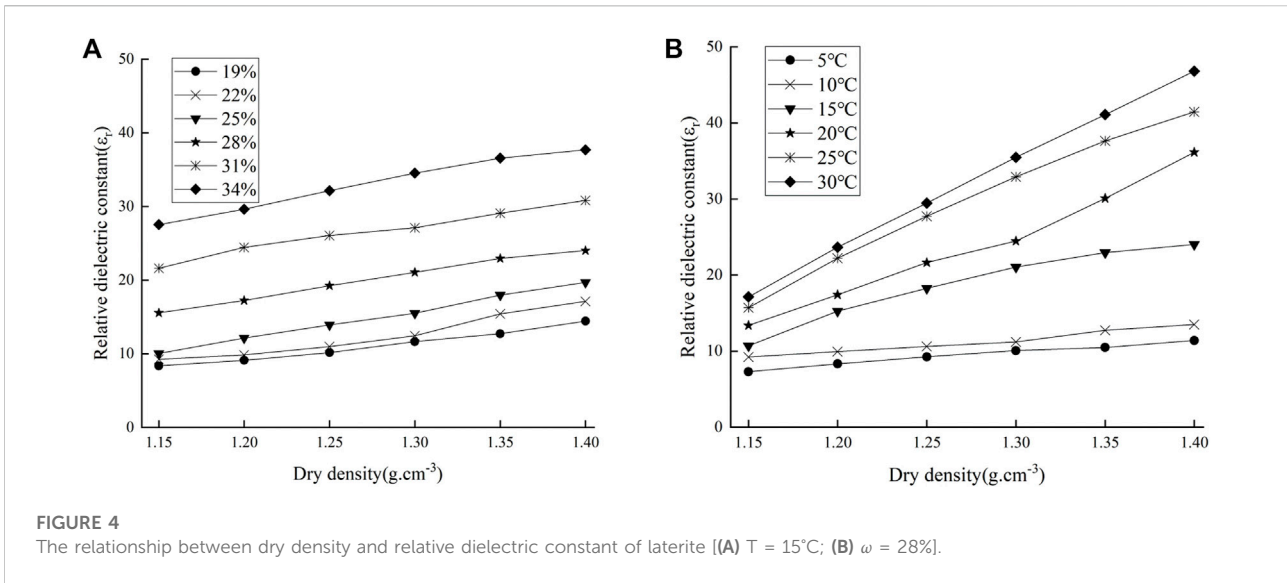 A
50
40
30
20
10
0
Relative dielectric constant(εr)
19%
22%
25%
28%
31%
34%
1.15 1.20 1.25 1.30 1.35 1.40
Dry density(g.cm-3)
B
50
40
30
20
10
0
Relative dielectric constant(εr)
5℃
10℃
15℃
20℃
25℃
30℃
1.15 1.20 1.25 1.30 1.35 1.40
Dry density(g.cm-3)
FIGURE 4
The relationship between dry density and relative dielectric constant of laterite [(A) T = 15°C; (B) ω = 28%].